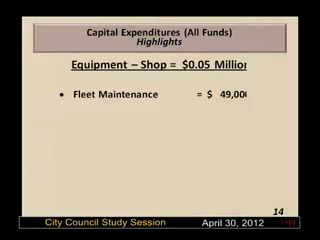 Capital Expenditures (All Funds)
Highlights
Equipment – Shop = $0.05 Million
• Fleet Maintenance = $ 49,000
14
City Council Study Session April 30, 2012